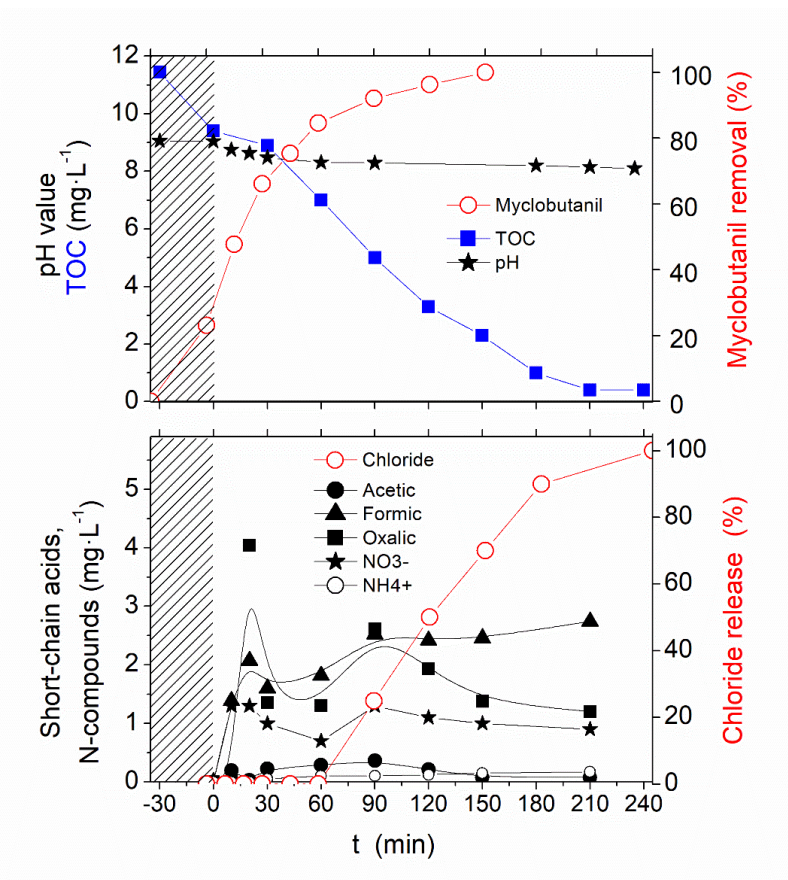 12
10
8
6
4
2
0
pH value
TOC (mg·L-1)
100
80
60
40
20
0
Myclobutanil removal (%)
Myclobutanil
TOC
pH
5
4
3
2
1
0
Short-chain acids,
N-compounds (mg·L-1)
100
80
60
40
20
0
Chloride release (%)
Chloride
Acetic
Formic
Oxalic
NO3-
NH4+
-30 0 30 60 90 120 150 180 210 240
t (min)